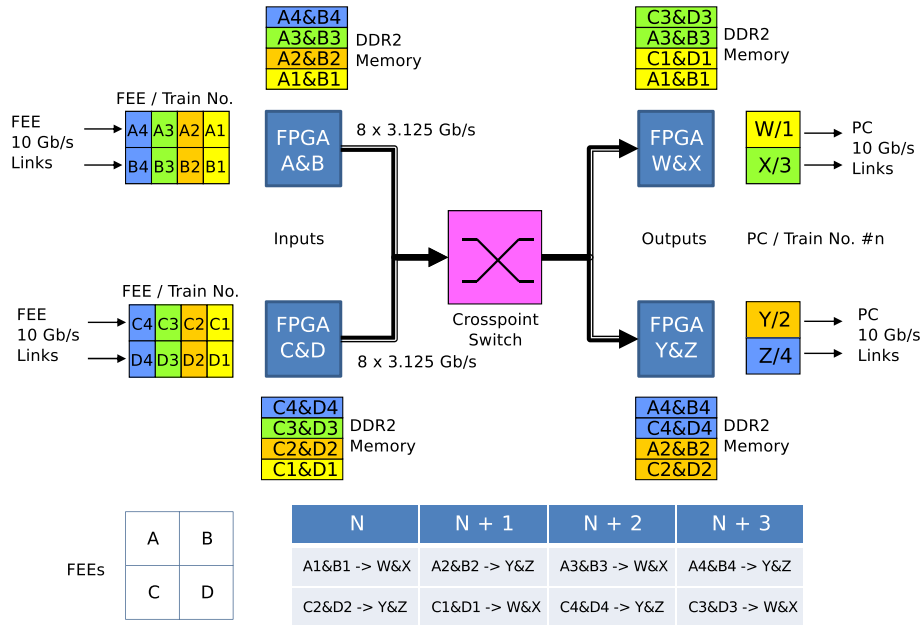 A4&B4
A3&B3
A2&B2
A1&B1
DDR2
Memory
C3&D3
A3&B3
C1&D1
A1&B1
DDR2
Memory
FEE / Train No.
FEE
10 Gb/s
Links
A4 A3 A2 A1
B4 B3 B2 B1
FPGA
A&B
8 x 3.125 Gb/s
FPGA
W&X
W/1
X/3
PC
10 Gb/s
Links
Inputs
Outputs
PC / Train No. #n
FEE / Train No.
FEE
10 Gb/s
Links
C4 C3 C2 C1
D4 D3 D2 D1
FPGA
C&D
8 x 3.125 Gb/s
Crosspoint
Switch
FPGA
Y&Z
Y/2
Z/4
PC
10 Gb/s
Links
C4&D4
C3&D3
C2&D2
C1&D1
DDR2
Memory
A4&B4
C4&D4
A2&B2
C2&D2
DDR2
Memory
FEEs
A B
C D
N N + 1 N + 2 N + 3
A1&B1 -> W&X A2&B2 -> Y&Z A3&B3 -> W&X A4&B4 -> Y&Z
C2&D2 -> Y&Z C1&D1 -> W&X C4&D4 -> Y&Z C3&D3 -> W&X